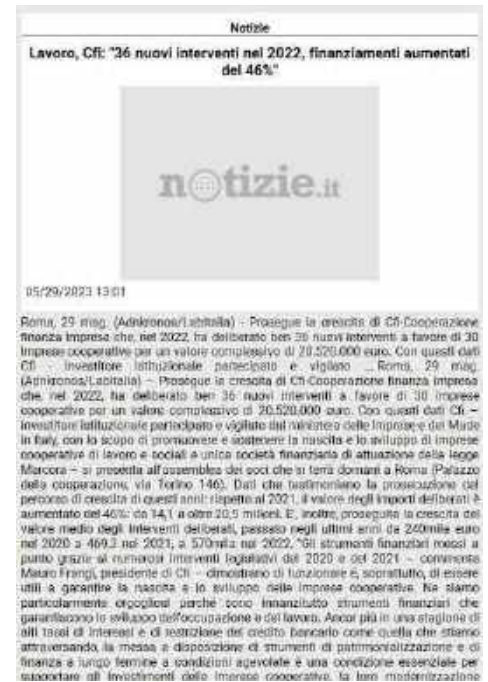 Notizie
Lavoro, Cfi: "36 nuovi interventi nel 2022, finanziamenti aumentati
del 46%"
notizie.it
05/29/2023 13:01
Roma, 29 mag. (Adnkronos/Labitalia) – Prosegue la crescita di Cfi-Cooperazione
finanza impresa che, nel 2022, ha deliberato ben 36 nuovi interventi a favore di 30
imprese cooperative per un valore complessivo di 20.520.000 euro. Con questi dati
Cfi – investitore istituzionale partecipato e vigilato ... Roma, 29 mag.
(Adnkronos/Labitalia) – Prosegue la crescita di Cfi-Cooperazione finanza impresa
che, nel 2022, ha deliberato ben 36 nuovi interventi a favore di 30 imprese
cooperative per un valore complessivo di 20.520.000 euro. Con questi dati Cfi –
investitore istituzionale partecipato e vigilato dal ministero delle Imprese e del Made
in Italy, con lo scopo di promuovere e sostenere la nascita e lo sviluppo di imprese
cooperative di lavoro e sociali e unica società finanziaria di attuazione della legge
Marcora – si presenta all'assemblea dei soci che si terrà domani a Roma (Palazzo
della cooperazione, via Torino 146). Dati che testimoniano la prosecuzione del
percorso di crescita di questi anni: rispetto al 2021, il valore degli importi deliberati è
aumentato del 46%: da 14,1 a oltre 20,5 milioni. E, inoltre, proseguita la crescita del
valore medio degli interventi deliberati, passato negli ultimi anni da 240mila euro
nel 2020 a 469,3 nel 2021, a 570mila nel 2022. "Gli strumenti finanziari messi a
punto grazie ai numerosi interventi legislativi del 2020 e del 2021 – commenta
Mauro Frangi, presidente di Cfi – dimostrano di funzionare e, soprattutto, di essere
utili a garantire la nascita e lo sviluppo delle imprese cooperative. Ne siamo
particolarmente orgogliosi perché sono innanzitutto strumenti finanziari che
garantiscono lo sviluppo dell'occupazione e del lavoro. Ancor più in una stagione di
alti tassi di interessi e di restrizione del credito bancario come quella che stiamo
attraversando, la messa a disposizione di strumenti di patrimonializzazione e di
finanza a lungo termine a condizioni agevolate è una condizione essenziale per
supportare gli investimenti delle imprese cooperative, la loro modernizzazione